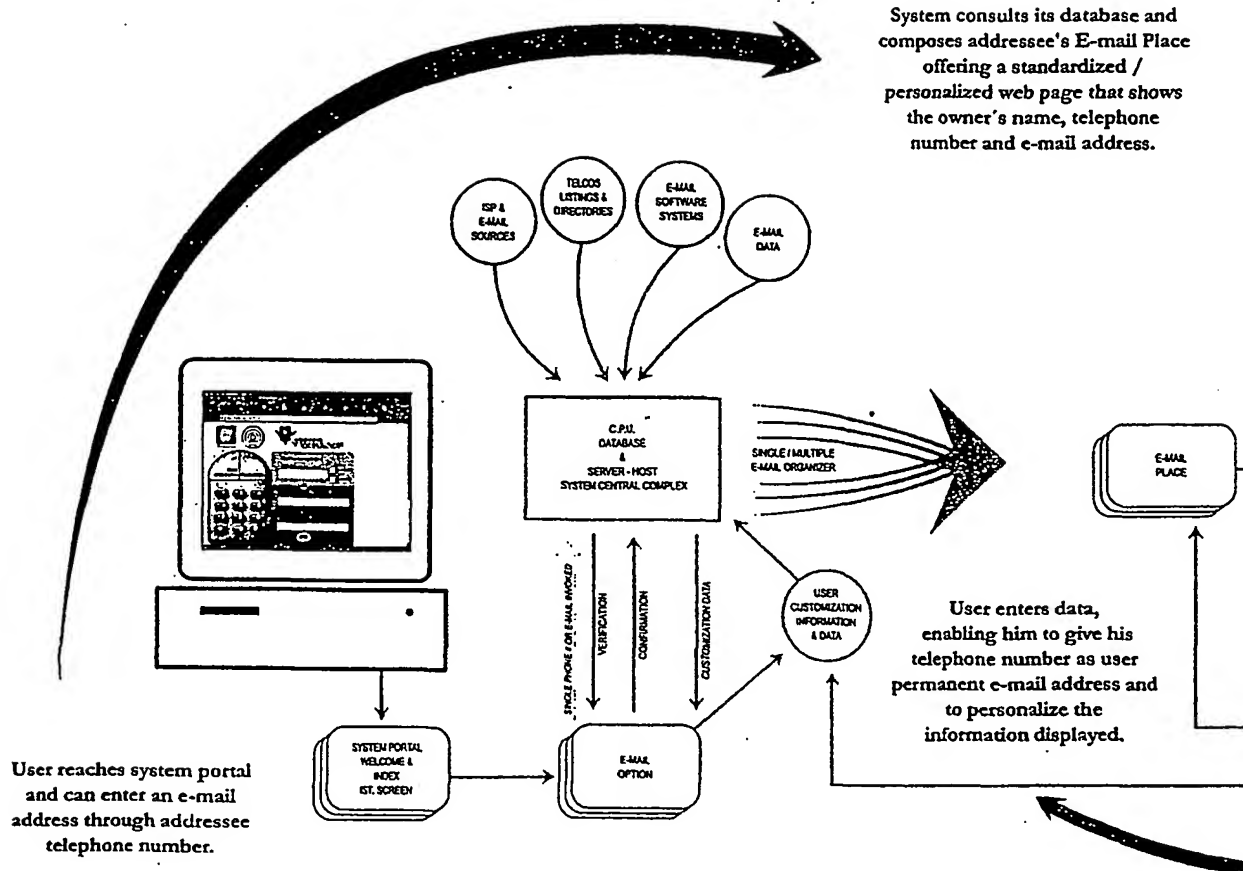 System consults its database and
composes addressee's E-mail Place
offering a standardized /
personalized web page that shows
the owner's name, telephone
number and e-mail address.
ISP &
E-MAIL
SOURCES
TELCOS
LISTINGS &
DIRECTORIES
E-MAIL
SOFTWARE
SYSTEMS
E-MAIL
DATA
C.P.U.
DATABASE
&
SERVER - HOST
SYSTEM CENTRAL COMPLEX
SINGLE / MULTIPLE
E-MAIL ORGANIZER
E-MAIL
PLACE
SINGLE PHONE # OR E-MAIL INVOKED
VERIFICATION
CONFIRMATION
CUSTOMIZATION DATA
USER
CUSTOMIZATION
INFORMATION
& DATA
User enters data,
enabling him to give his
telephone number as user
permanent e-mail address and
to personalize the
information displayed.
SYSTEM PORTAL
WELCOME &
INDEX
IST. SCREEN
E-MAIL
OPTION
User reaches system portal
and can enter an e-mail
address through addressee
telephone number.